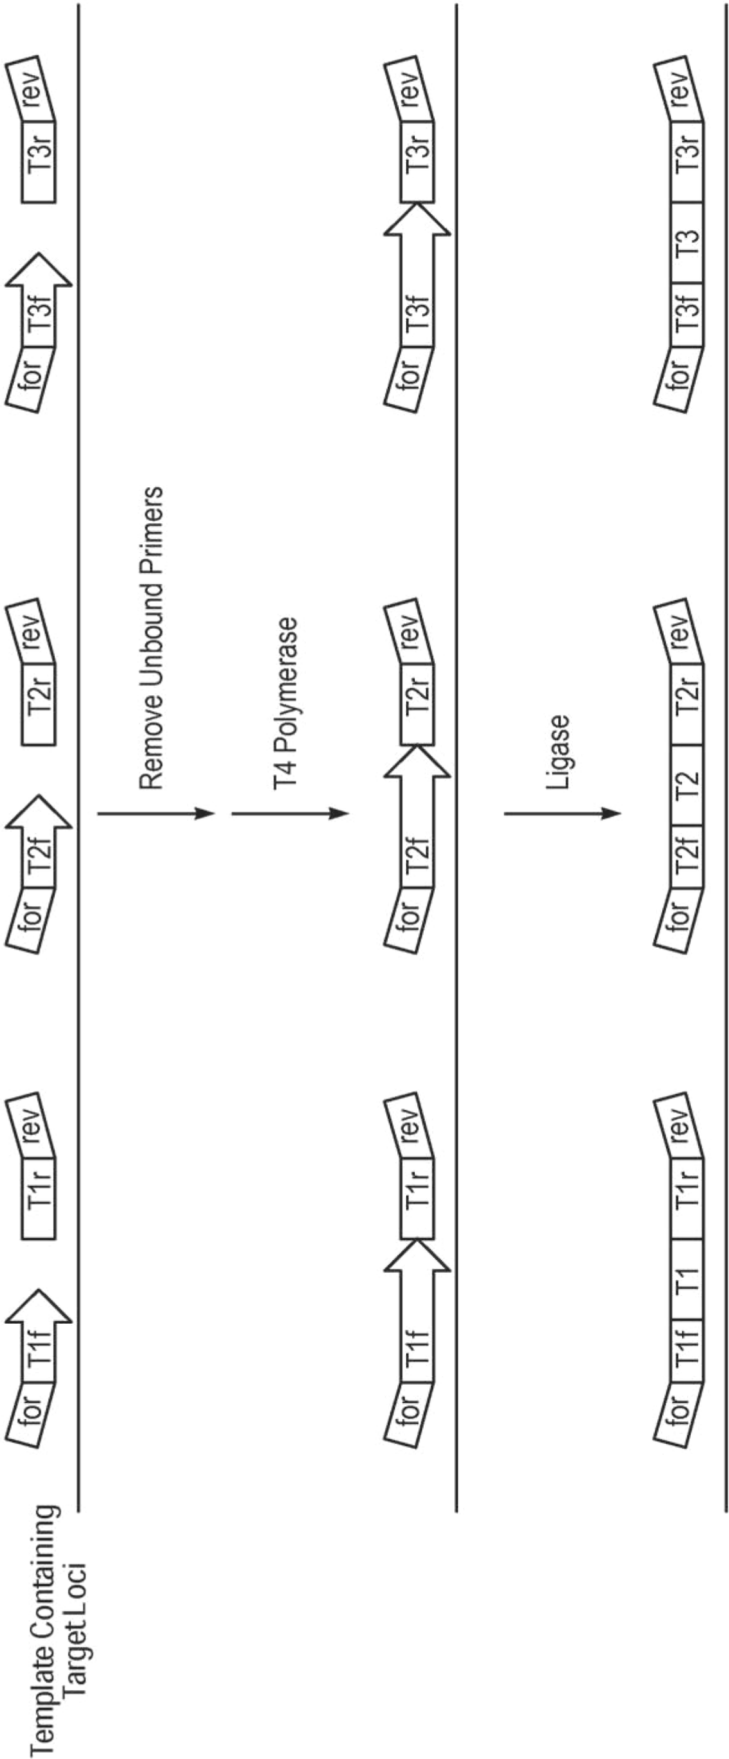 Template Containing
Target Loci
for T1f T1r rev for T2f T2r rev for T3f T3r rev
Remove Unbound Primers
T4 Polymerase
for T1f T1r rev for T2f T2r rev for T3f T3r rev
Ligase
for T1f T1 T1r rev for T2f T2 T2r rev for T3f T3 T3r rev